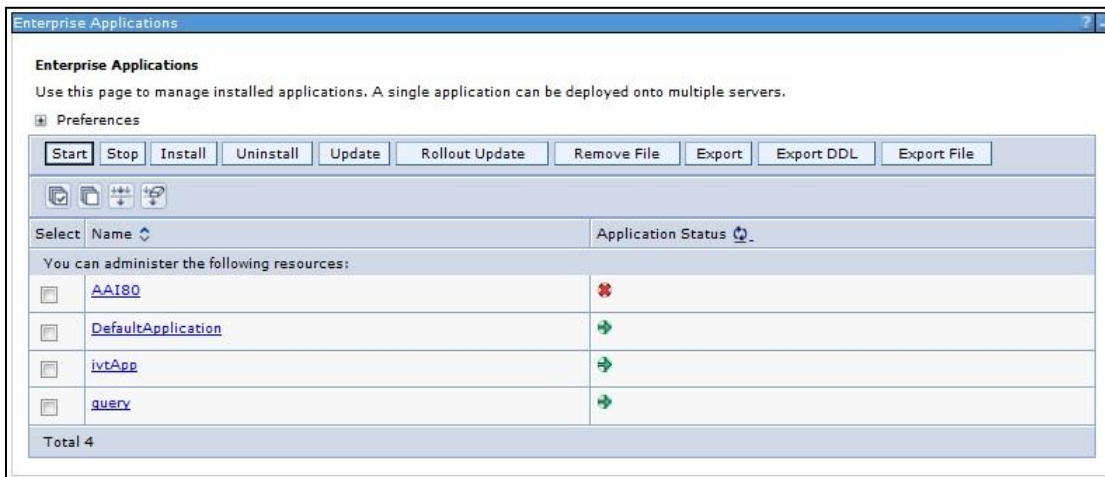 Enterprise Applications
Enterprise Applications
Use this page to manage installed applications. A single application can be deployed onto multiple servers.
Preferences
Start Stop Install Uninstall Update Rollout Update Remove File Export Export DDL Export File
Select Name Application Status
You can administer the following resources:
AAI80
DefaultApplication
ivtApp
query
Total 4